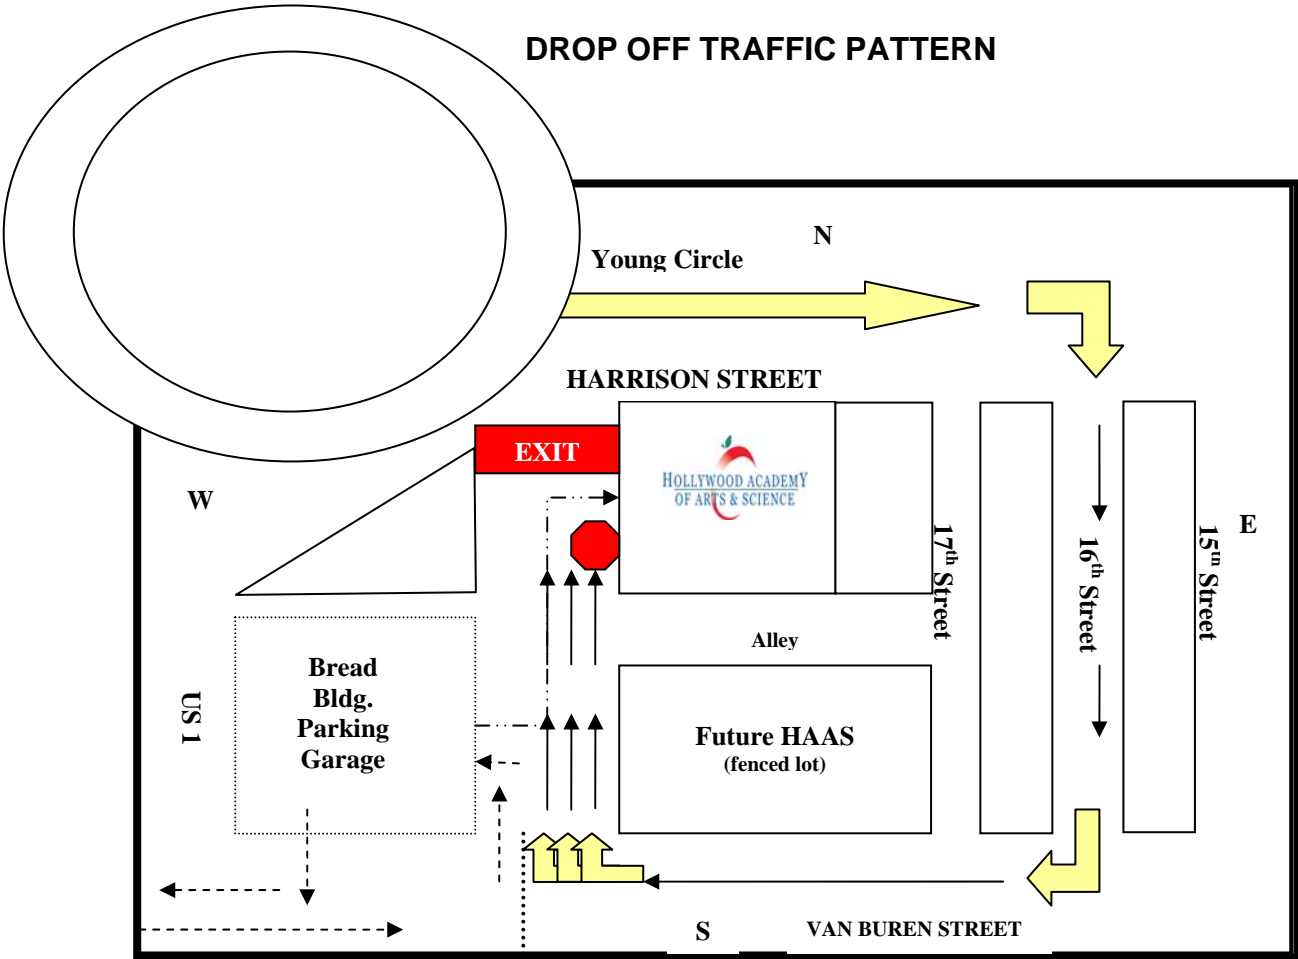 DROP OFF TRAFFIC PATTERN
N
Young Circle
HARRISON STREET
EXIT
HOLLYWOOD ACADEMY
OF ARTS & SCIENCE
W
E
17th Street
16th Street
15th Street
Alley
Bread
Bldg.
Parking
Garage
US 1
Future HAAS
(fenced lot)
S
VAN BUREN STREET